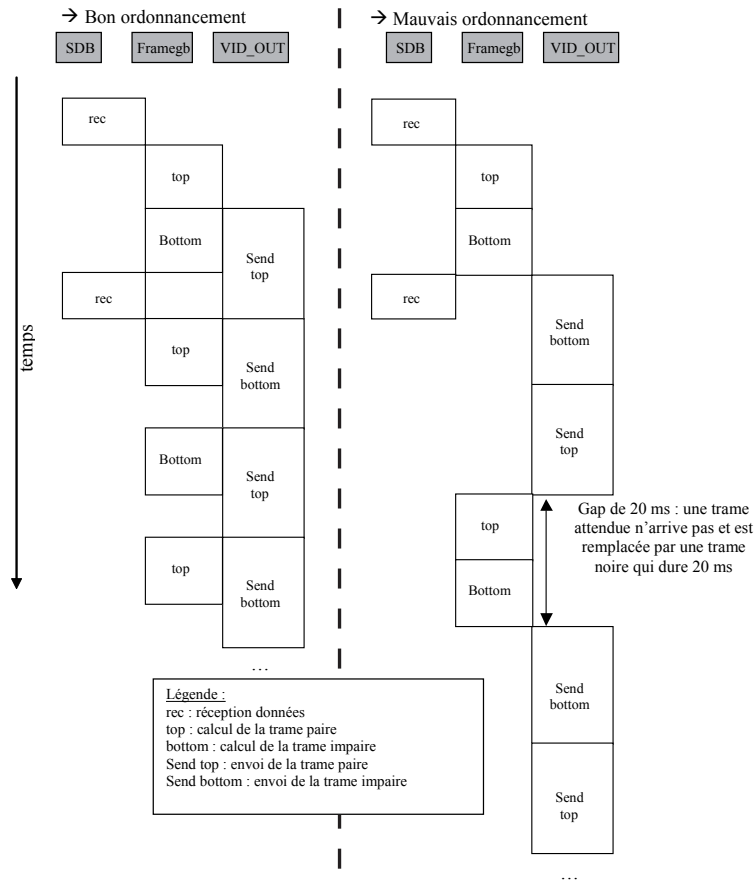 → Bon ordonnancement
SDB
Framegb
VID_OUT
rec
top
Bottom
Send
top
rec
top
Send
bottom
Bottom
Send
top
top
Send
bottom
…
temps
→ Mauvais ordonnancement
SDB
Framegb
VID_OUT
rec
top
Bottom
rec
Send
bottom
Send
top
top
Bottom
Gap de 20 ms : une trame
attendue n’arrive pas et est
remplacée par une trame
noire qui dure 20 ms
Send
bottom
Send
top
…
Légende :
rec : réception données
top : calcul de la trame paire
bottom : calcul de la trame impaire
Send top : envoi de la trame paire
Send bottom : envoi de la trame impaire